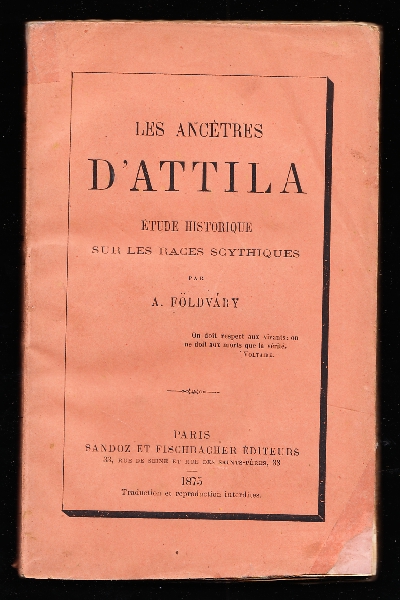 LES ANCÊTRES
D'ATTILA
ETUDE HISTORIQUE
SUR LES RACES SCYTHIQUES
PAR
A. FÖLDVÁRY
On doit respect aux vivants: on
ne doit aux morts que la vérité.
VOLTAIRE.
PARIS
SANDOZ ET FISCHBACHER ÉDITEURS
33, RUE DE SEINE ET RUE DES SAINTS-PÈRES, 33
1875
Traduction et reproduction interdites.